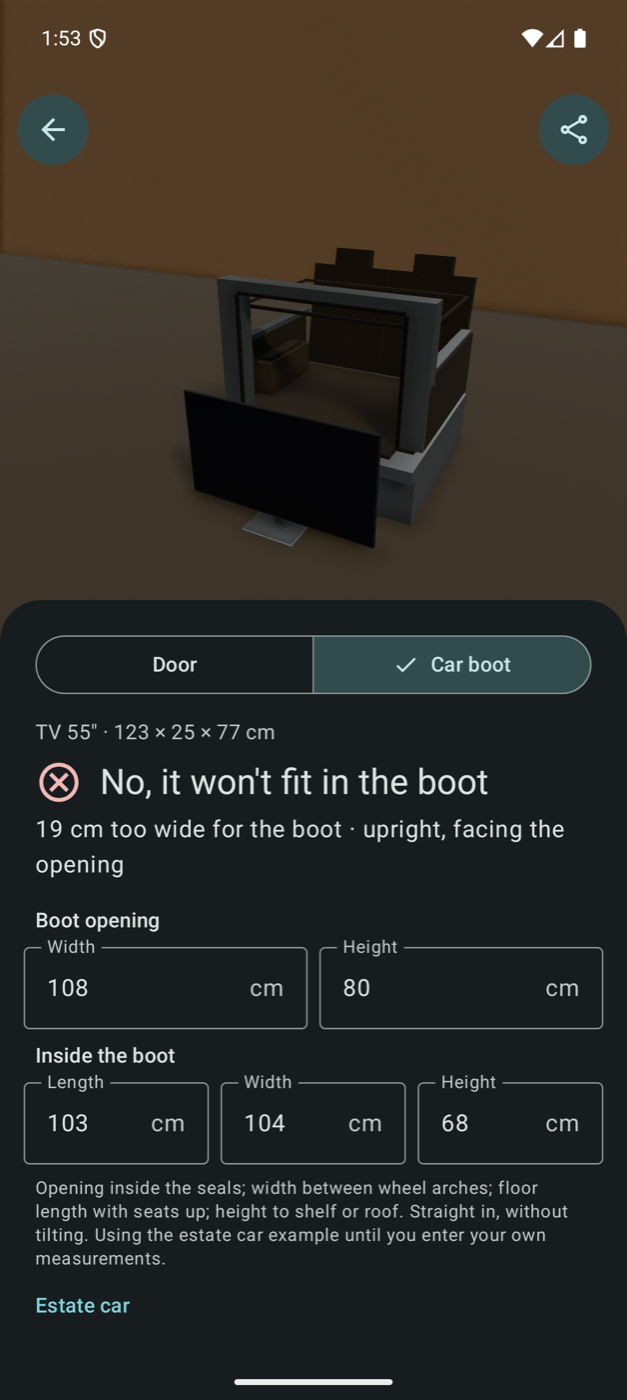 1:53
Door
Car boot
TV 55" · 123 × 25 × 77 cm
No, it won't fit in the boot
19 cm too wide for the boot · upright, facing the
opening
Boot opening
Width
Height
108 cm
80 cm
Inside the boot
Length
Width
Height
103 cm
104 cm
68 cm
Opening inside the seals; width between wheel arches; floor
length with seats up; height to shelf or roof. Straight in, without
tilting. Using the estate car example until you enter your own
measurements.
Estate car